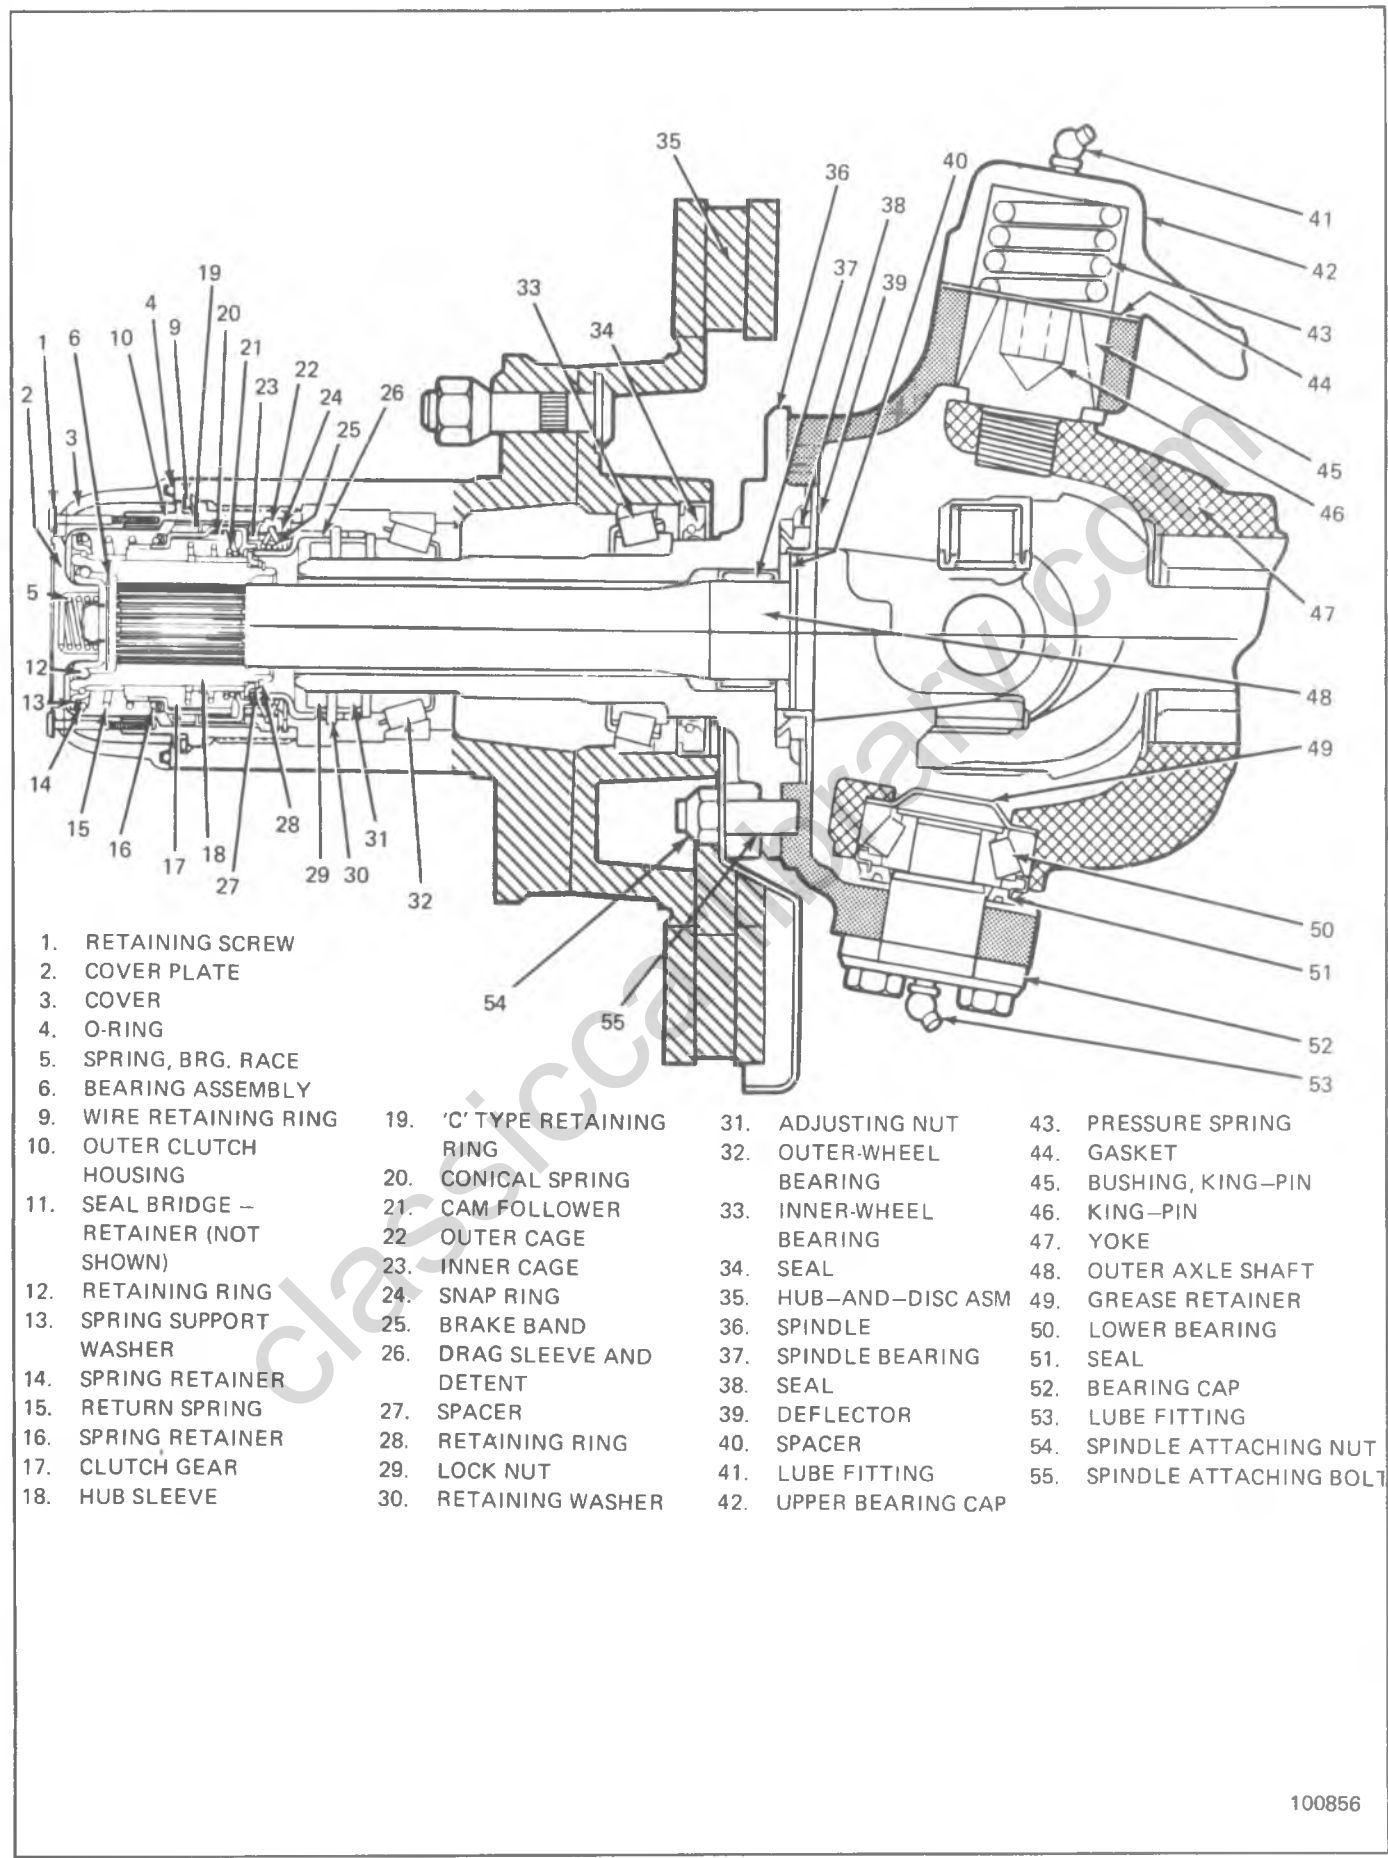 35
36
40
38
41
37
39
42
19
33
4
9
20
34
43
1
6
10
21
22
2
23
24
26
44
3
25
45
46
5
47
12
48
13
49
14
15
16
17
18
27
28
29
30
31
32
50
51
54
55
52
53
1. RETAINING SCREW
2. COVER PLATE
3. COVER
4. O-RING
5. SPRING, BRG. RACE
6. BEARING ASSEMBLY
9. WIRE RETAINING RING
10. OUTER CLUTCH
HOUSING
11. SEAL BRIDGE –
RETAINER (NOT
SHOWN)
12. RETAINING RING
13. SPRING SUPPORT
WASHER
14. SPRING RETAINER
15. RETURN SPRING
16. SPRING RETAINER
17. CLUTCH GEAR
18. HUB SLEEVE
19. 'C' TYPE RETAINING
RING
20. CONICAL SPRING
21. CAM FOLLOWER
22 OUTER CAGE
23. INNER CAGE
24. SNAP RING
25. BRAKE BAND
26. DRAG SLEEVE AND
DETENT
27. SPACER
28. RETAINING RING
29. LOCK NUT
30. RETAINING WASHER
31. ADJUSTING NUT
32. OUTER-WHEEL
BEARING
33. INNER-WHEEL
BEARING
34. SEAL
35. HUB–AND–DISC ASM
36. SPINDLE
37. SPINDLE BEARING
38. SEAL
39. DEFLECTOR
40. SPACER
41. LUBE FITTING
42. UPPER BEARING CAP
43. PRESSURE SPRING
44. GASKET
45. BUSHING, KING–PIN
46. KING–PIN
47. YOKE
48. OUTER AXLE SHAFT
49. GREASE RETAINER
50. LOWER BEARING
51. SEAL
52. BEARING CAP
53. LUBE FITTING
54. SPINDLE ATTACHING NUT
55. SPINDLE ATTACHING BOLT
100856
classiccarlibrary.com